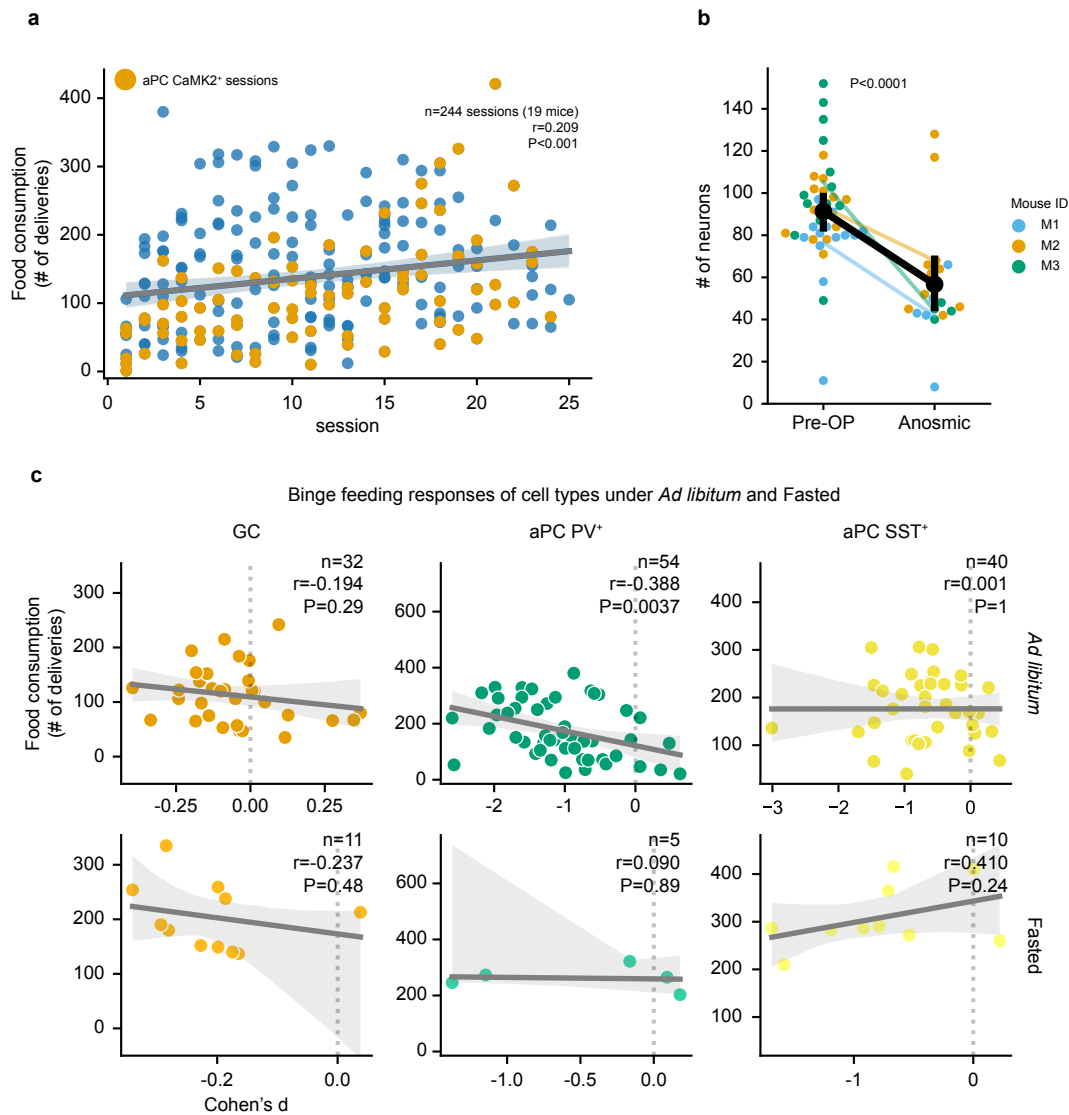 a
aPC CaMK2⁺ sessions
n=244 sessions (19 mice)
r=0.209
P<0.001
Food consumption
(# of deliveries)
400
300
200
100
0
0 5 10 15 20 25
session
b
P<0.0001
# of neurons
140
120
100
80
60
40
20
0
Pre-OP Anosmic
Mouse ID
M1
M2
M3
c
Binge feeding responses of cell types under Ad libitum and Fasted
GC
n=32
r=-0.194
P=0.29
Food consumption
(# of deliveries)
300
200
100
0
-0.25 0.00 0.25
aPC PV⁺
n=54
r=-0.388
P=0.0037
600
400
200
0
-2 -1 0
aPC SST⁺
n=40
r=0.001
P=1
400
300
200
100
−3 −2 −1 0
Ad libitum
n=11
r=-0.237
P=0.48
300
200
100
0
-0.2 0.0
Cohen's d
n=5
r=0.090
P=0.89
600
400
200
0
-1.0 -0.5 0.0
n=10
r=0.410
P=0.24
400
300
200
100
-1 0
Fasted